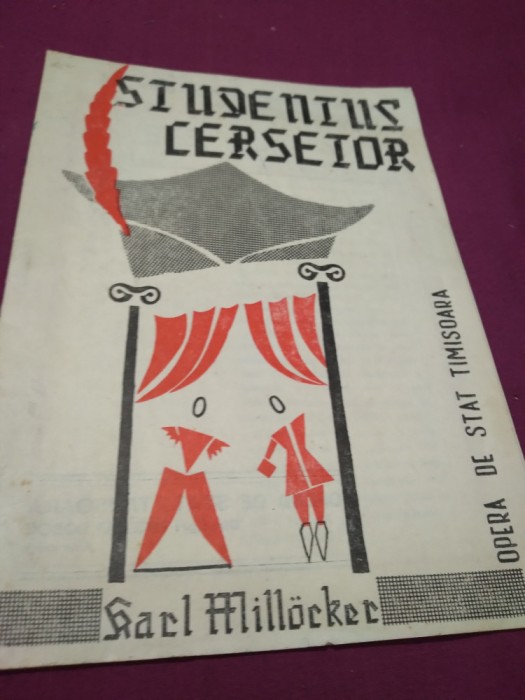 STUDENTUL
CERSETOR
OPERA DE STAT TIMISOARA
Karl Millöcker